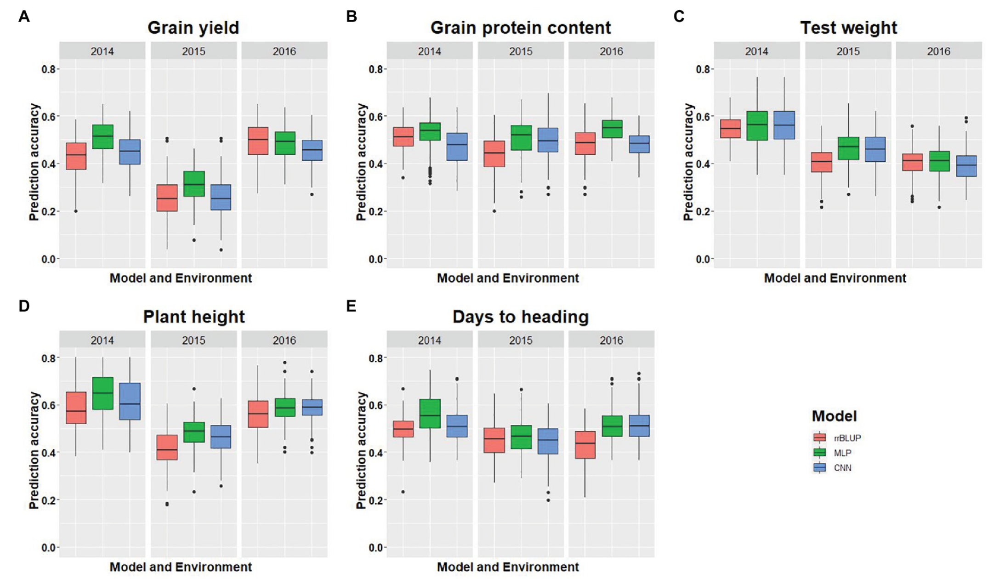 A
Grain yield
2014 2015 2016
0.8
0.6
0.4
0.2
0.0
Prediction accuracy
Model and Environment
B
Grain protein content
2014 2015 2016
0.8
0.6
0.4
0.2
0.0
Prediction accuracy
Model and Environment
C
Test weight
2014 2015 2016
0.8
0.6
0.4
0.2
0.0
Prediction accuracy
Model and Environment
D
Plant height
2014 2015 2016
0.8
0.6
0.4
0.2
0.0
Prediction accuracy
Model and Environment
E
Days to heading
2014 2015 2016
0.8
0.6
0.4
0.2
0.0
Prediction accuracy
Model and Environment
Model
rrBLUP
MLP
CNN